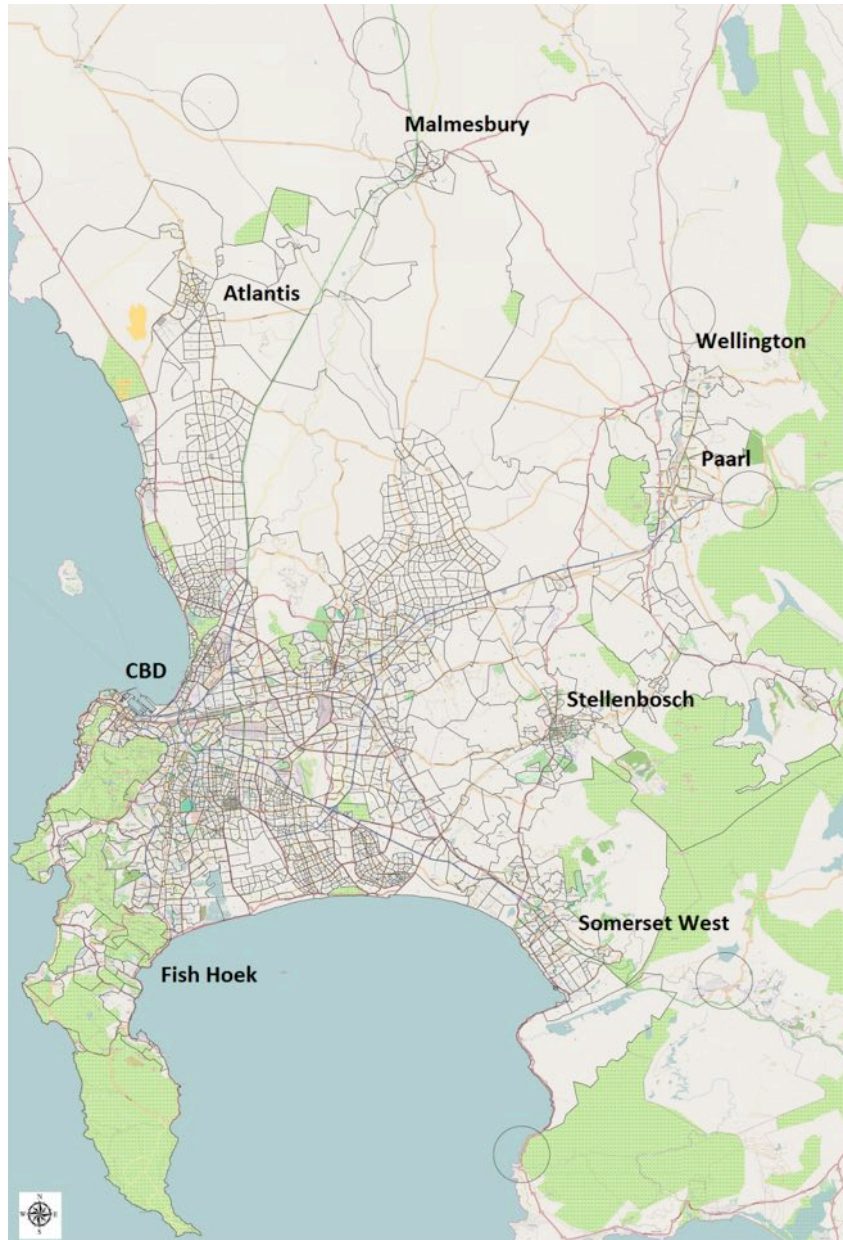 Malmesbury
Atlantis
Wellington
Paarl
CBD
Stellenbosch
Somerset West
Fish Hoek
N
W E
S